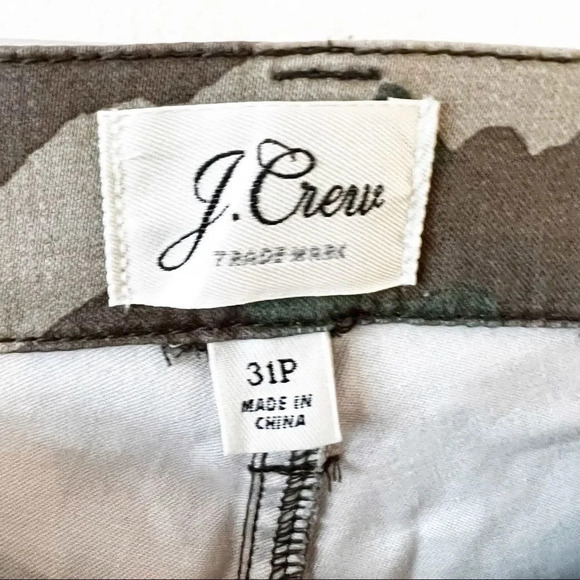 J. Crew
TRADEMARK
31P
MADE IN
CHINA